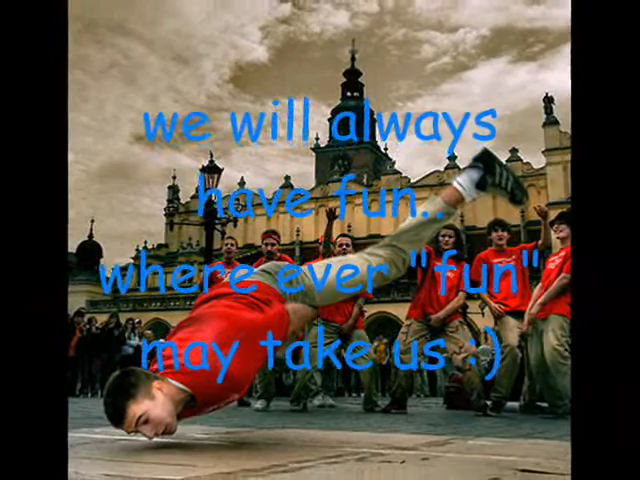 we will always
have fun..
where ever "fun"
may take us :)